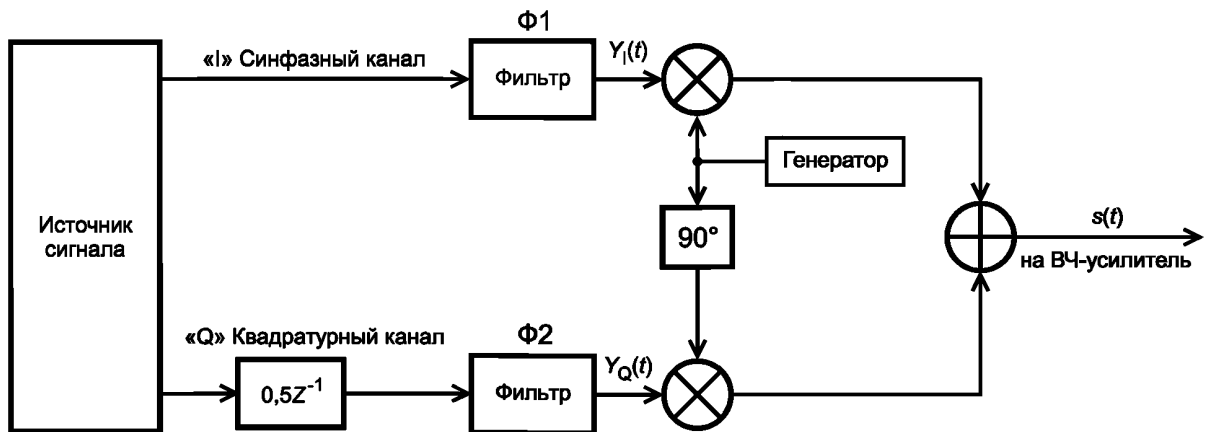 Ф1
«I» Синфазный канал
Фильтр
Y_I(t)
Генератор
Источник
сигнала
90°
s(t)
на ВЧ-усилитель
«Q» Квадратурный канал
Ф2
0,5Z⁻¹
Фильтр
Y_Q(t)